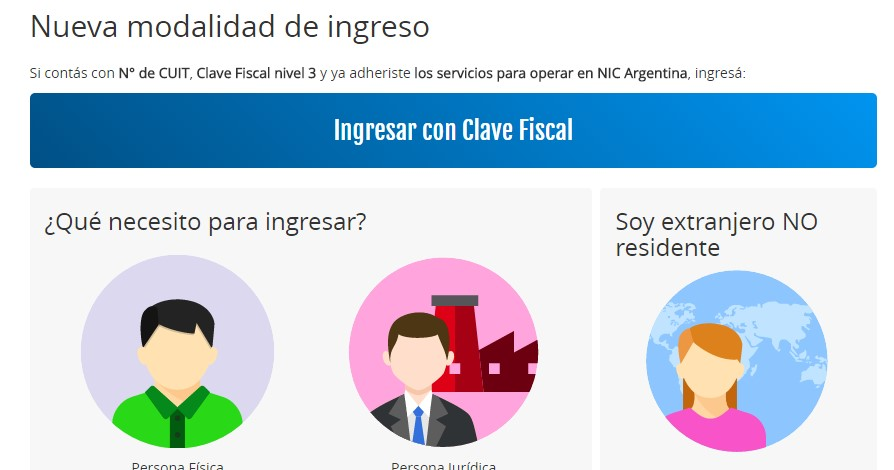 Nueva modalidad de ingreso
Si contás con N° de CUIT, Clave Fiscal nivel 3 y ya adheriste los servicios para operar en NIC Argentina, ingresá:
Ingresar con Clave Fiscal
¿Qué necesito para ingresar?
Persona Física
Persona Jurídica
Soy extranjero NO
residente